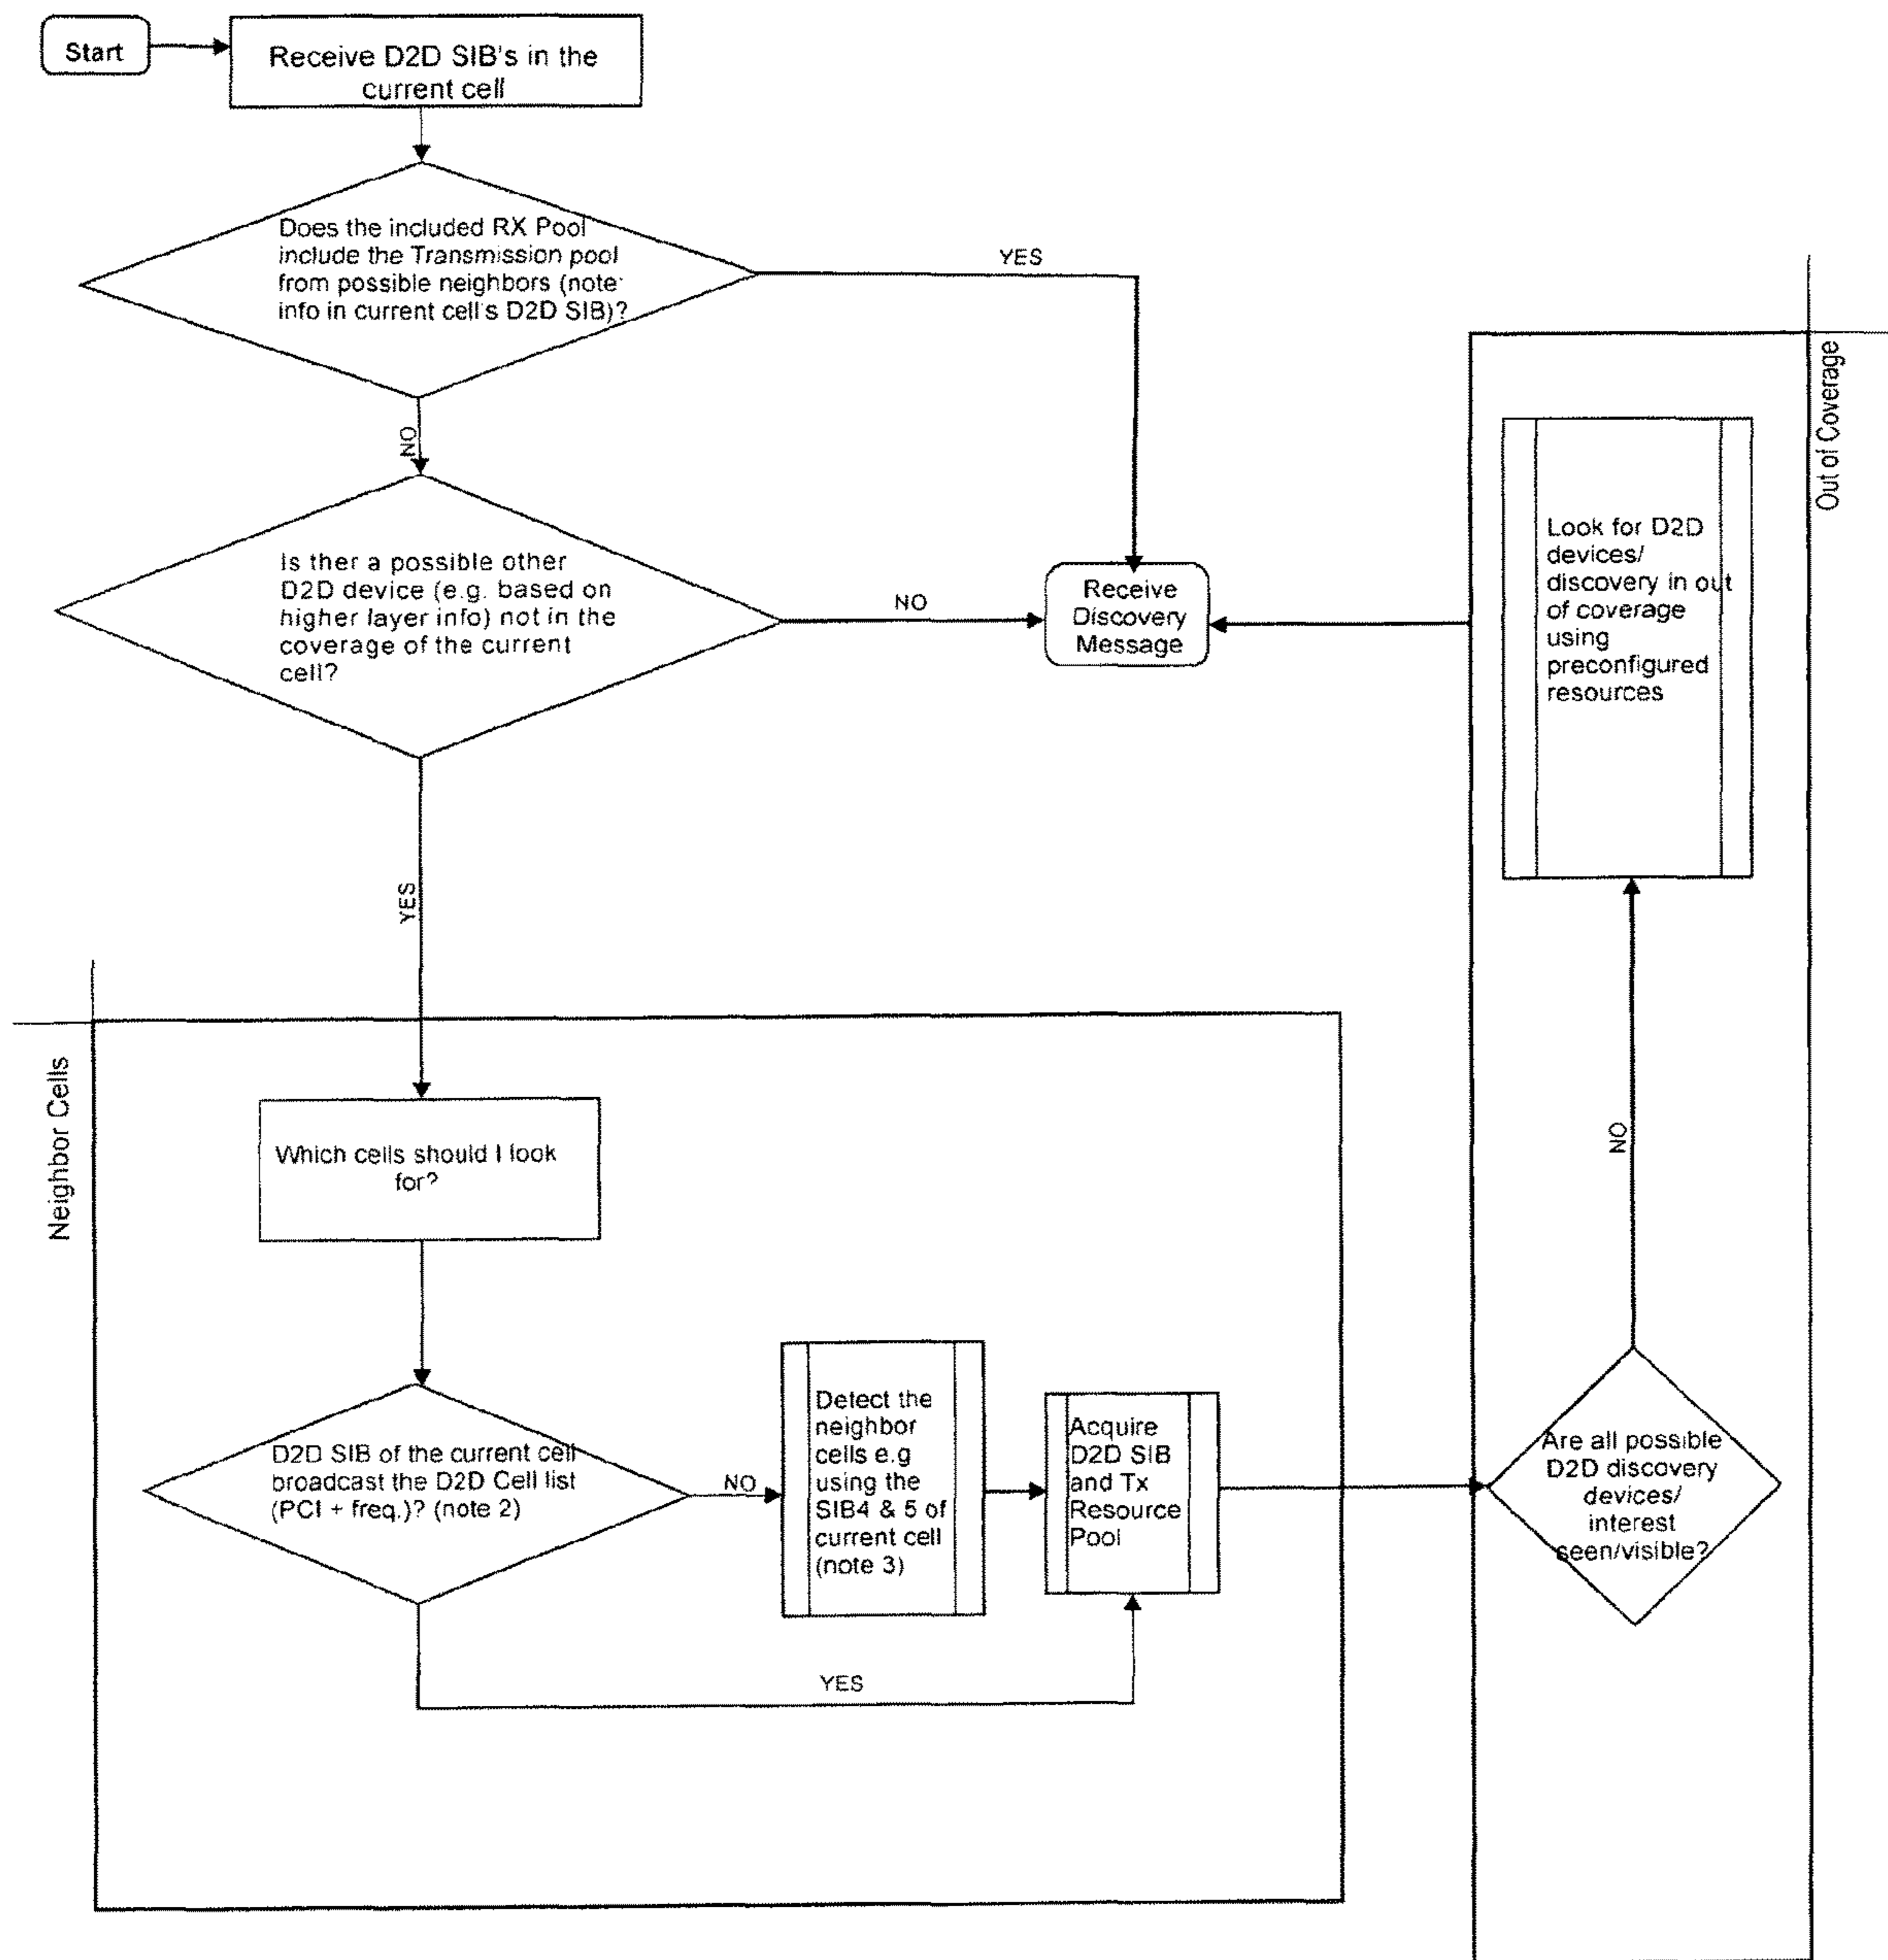 Start
Receive D2D SIB's in the
current cell
Does the included RX Pool
include the Transmission pool
from possible neighbors (note
info in current cell's D2D SIB)?
YES
NO
Is ther a possible other
D2D device (e.g. based on
higher layer info) not in the
coverage of the current
cell?
NO
Receive
Discovery
Message
YES
Out of Coverage
Look for D2D
devices/
discovery in out
of coverage
using
preconfigured
resources
NO
Neighbor Cells
Which cells should I look
for?
D2D SIB of the current cell
broadcast the D2D Cell list
(PCI + freq.)? (note 2)
NO
Detect the
neighbor
cells e.g
using the
SIB4 & 5 of
current cell
(note 3)
Acquire
D2D SIB
and Tx
Resource
Pool
YES
Are all possible
D2D discovery
devices/
interest
seen/visible?